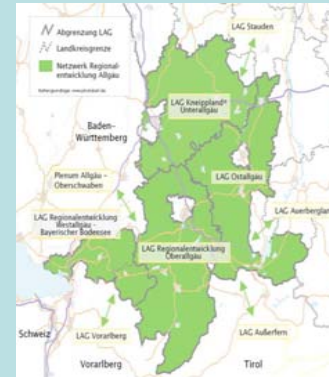 Abgrenzung LAG
Landkreisgrenze
Netzwerk Regional-
entwicklung Allgäu
LAG Stauden
LAG Kneippland®
Unterallgäu
Baden-
Württemberg
Plenum Allgäu –
Oberschwaben
LAG Ostallgäu
LAG Regionalentwicklung
Westallgäu –
Bayerischer Bodensee
LAG Auerbergland
LAG Regionalentwicklung
Oberallgäu
Schweiz
LAG Vorarlberg
LAG Außerfern
Vorarlberg
Tirol